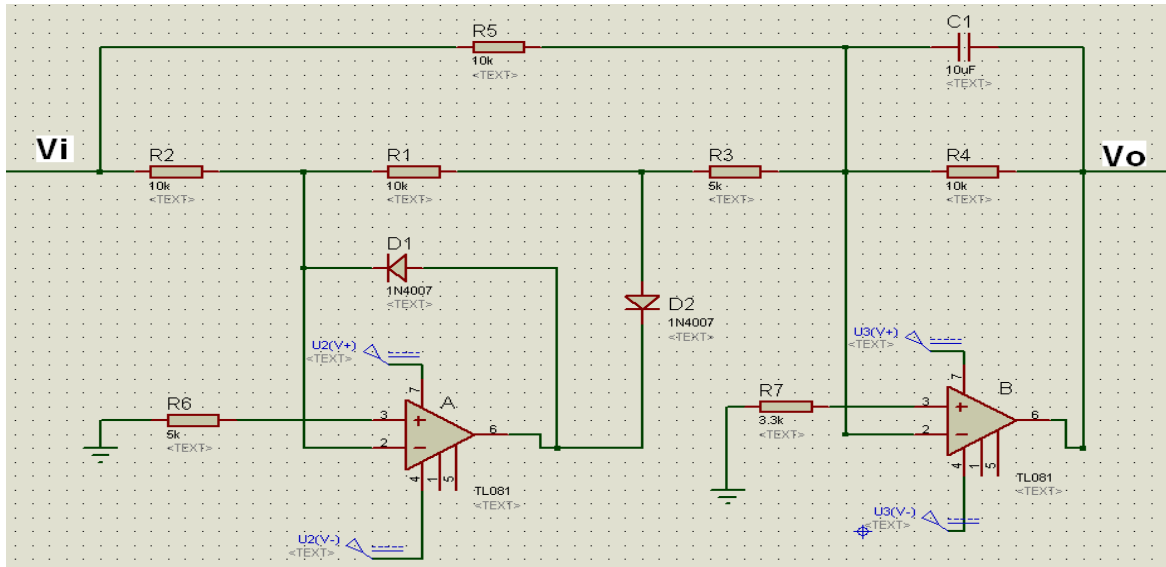 C1
R5
10k
<TEXT>
10uF
<TEXT>
Vi
R2
10k
<TEXT>
R1
10k
<TEXT>
R3
5k
<TEXT>
R4
10k
<TEXT>
Vo
D1
1N4007
<TEXT>
D2
1N4007
<TEXT>
U2(V+)
<TEXT>
U3(V+)
<TEXT>
R6
5k
<TEXT>
A
7
3
2
6
4
1
5
TL081
<TEXT>
U2(V-)
<TEXT>
R7
3.3k
<TEXT>
B
7
3
2
6
4
1
5
TL081
<TEXT>
U3(V-)
<TEXT>